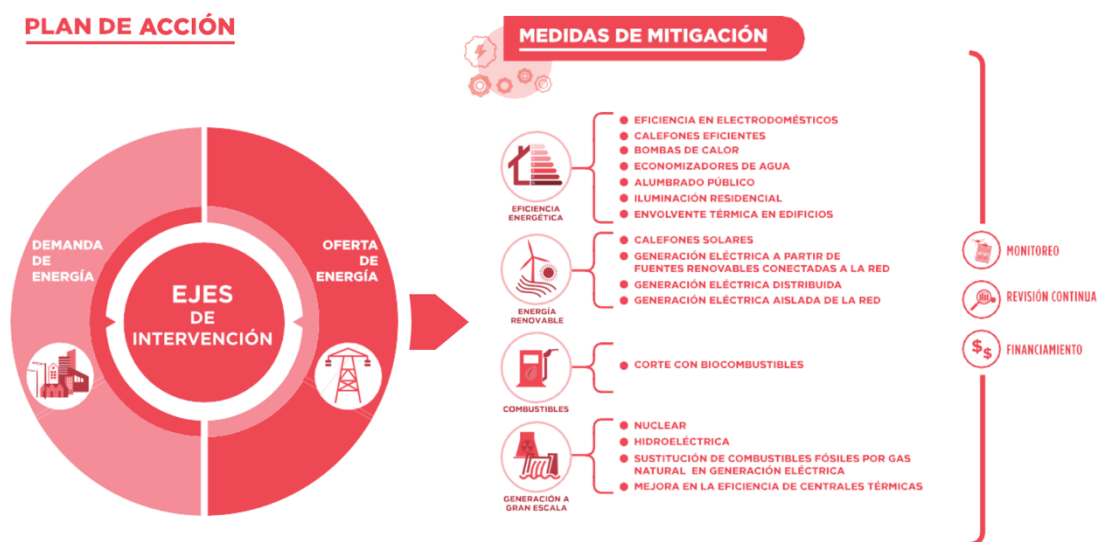 PLAN DE ACCIÓN
MEDIDAS DE MITIGACIÓN
DEMANDA
DE
ENERGÍA
OFERTA
DE
ENERGÍA
EJES
DE
INTERVENCIÓN
EFICIENCIA
ENERGÉTICA
EFICIENCIA EN ELECTRODOMÉSTICOS
CALEFONES EFICIENTES
BOMBAS DE CALOR
ECONOMIZADORES DE AGUA
ALUMBRADO PÚBLICO
ILUMINACIÓN RESIDENCIAL
ENVOLVENTE TÉRMICA EN EDIFICIOS
ENERGÍA
RENOVABLE
CALEFONES SOLARES
GENERACIÓN ELÉCTRICA A PARTIR DE
FUENTES RENOVABLES CONECTADAS A LA RED
GENERACIÓN ELÉCTRICA DISTRIBUIDA
GENERACIÓN ELÉCTRICA AISLADA DE LA RED
COMBUSTIBLES
CORTE CON BIOCOMBUSTIBLES
GENERACIÓN A
GRAN ESCALA
NUCLEAR
HIDROELÉCTRICA
SUSTITUCIÓN DE COMBUSTIBLES FÓSILES POR GAS
NATURAL EN GENERACIÓN ELÉCTRICA
MEJORA EN LA EFICIENCIA DE CENTRALES TÉRMICAS
MONITOREO
REVISIÓN CONTINUA
$$ FINANCIAMIENTO